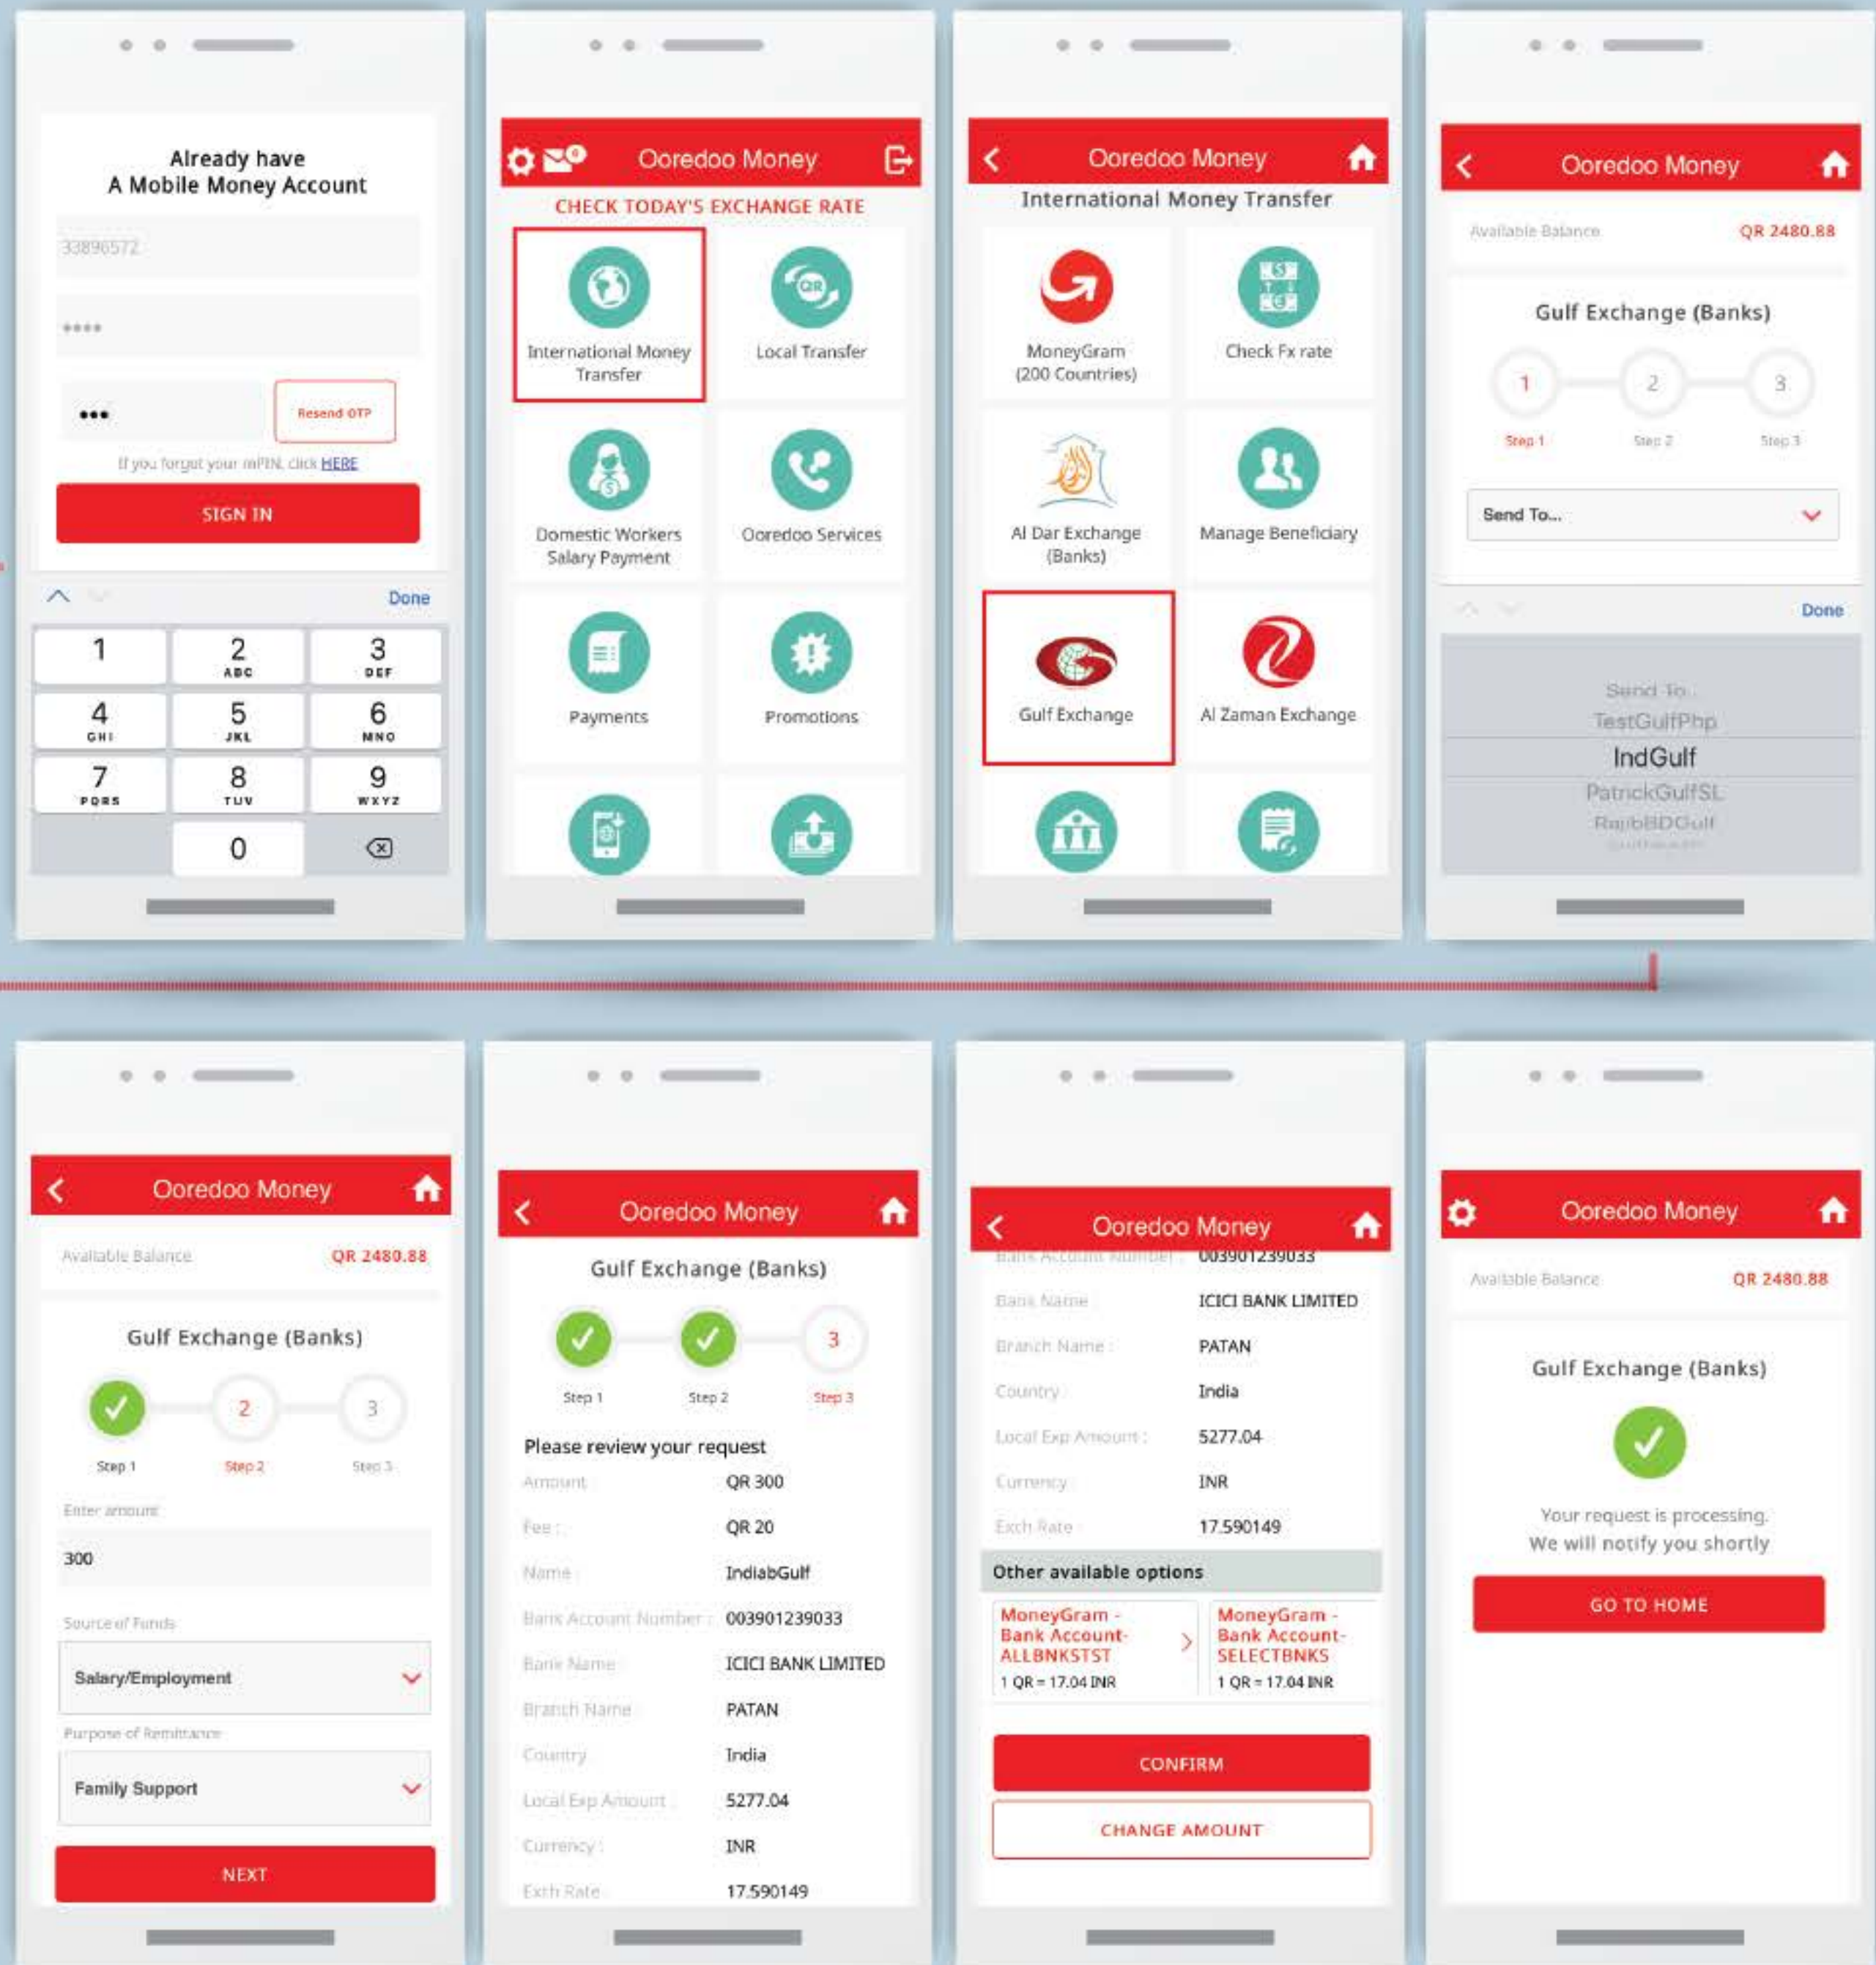 Already have
A Mobile Money Account
33896572
Resend OTP
If you forgot your mPIN, click HERE
SIGN IN
Done
1
2
ABC
3
DEF
4
GHI
5
JKL
6
MNO
7
PQRS
8
TUV
9
WXYZ
0
Ooredoo Money
CHECK TODAY'S EXCHANGE RATE
International Money
Transfer
QR
Local Transfer
Domestic Workers
Salary Payment
Ooredoo Services
Payments
Promotions
Ooredoo Money
International Money Transfer
MoneyGram
(200 Countries)
Check Fx rate
Al Dar Exchange
(Banks)
Manage Beneficiary
Gulf Exchange
Al Zaman Exchange
Ooredoo Money
Available Balance
QR 2480.88
Gulf Exchange (Banks)
1
2
3
Step 1
Step 2
Step 3
Send To...
Done
Send To...
TestGulfPhp
IndGulf
PatrickGulfSL
RajibBDGulf
Ooredoo Money
Available Balance
QR 2480.88
Gulf Exchange (Banks)
2
3
Step 1
Step 2
Step 3
Enter amount
300
Source of Funds
Salary/Employment
Purpose of Remittance
Family Support
NEXT
Ooredoo Money
Gulf Exchange (Banks)
3
Step 1
Step 2
Step 3
Please review your request
Amount QR 300
Fee : QR 20
Name IndiabGulf
Bank Account Number : 003901239033
Bank Name ICICI BANK LIMITED
Branch Name PATAN
Country India
Local Exp Amount 5277.04
Currency : INR
Exth Rate 17.590149
Ooredoo Money
Bank Account Number : 003901239033
Bank Name ICICI BANK LIMITED
Branch Name : PATAN
Country India
Local Exp Amount : 5277.04
Currency INR
Exch Rate 17.590149
Other available options
MoneyGram -
Bank Account-
ALLBNKSTST
1 QR = 17.04 INR
MoneyGram -
Bank Account-
SELECTBNKS
1 QR = 17.04 INR
CONFIRM
CHANGE AMOUNT
Ooredoo Money
Available Balance
QR 2480.88
Gulf Exchange (Banks)
Your request is processing.
We will notify you shortly
GO TO HOME